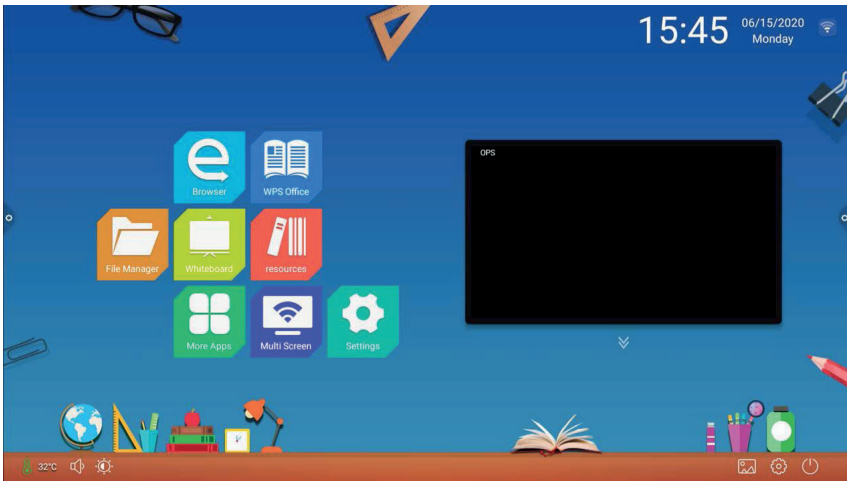 15:45
06/15/2020
Monday
OPS
Browser
WPS Office
File Manager
Whiteboard
resources
More Apps
Multi Screen
Settings
32°C